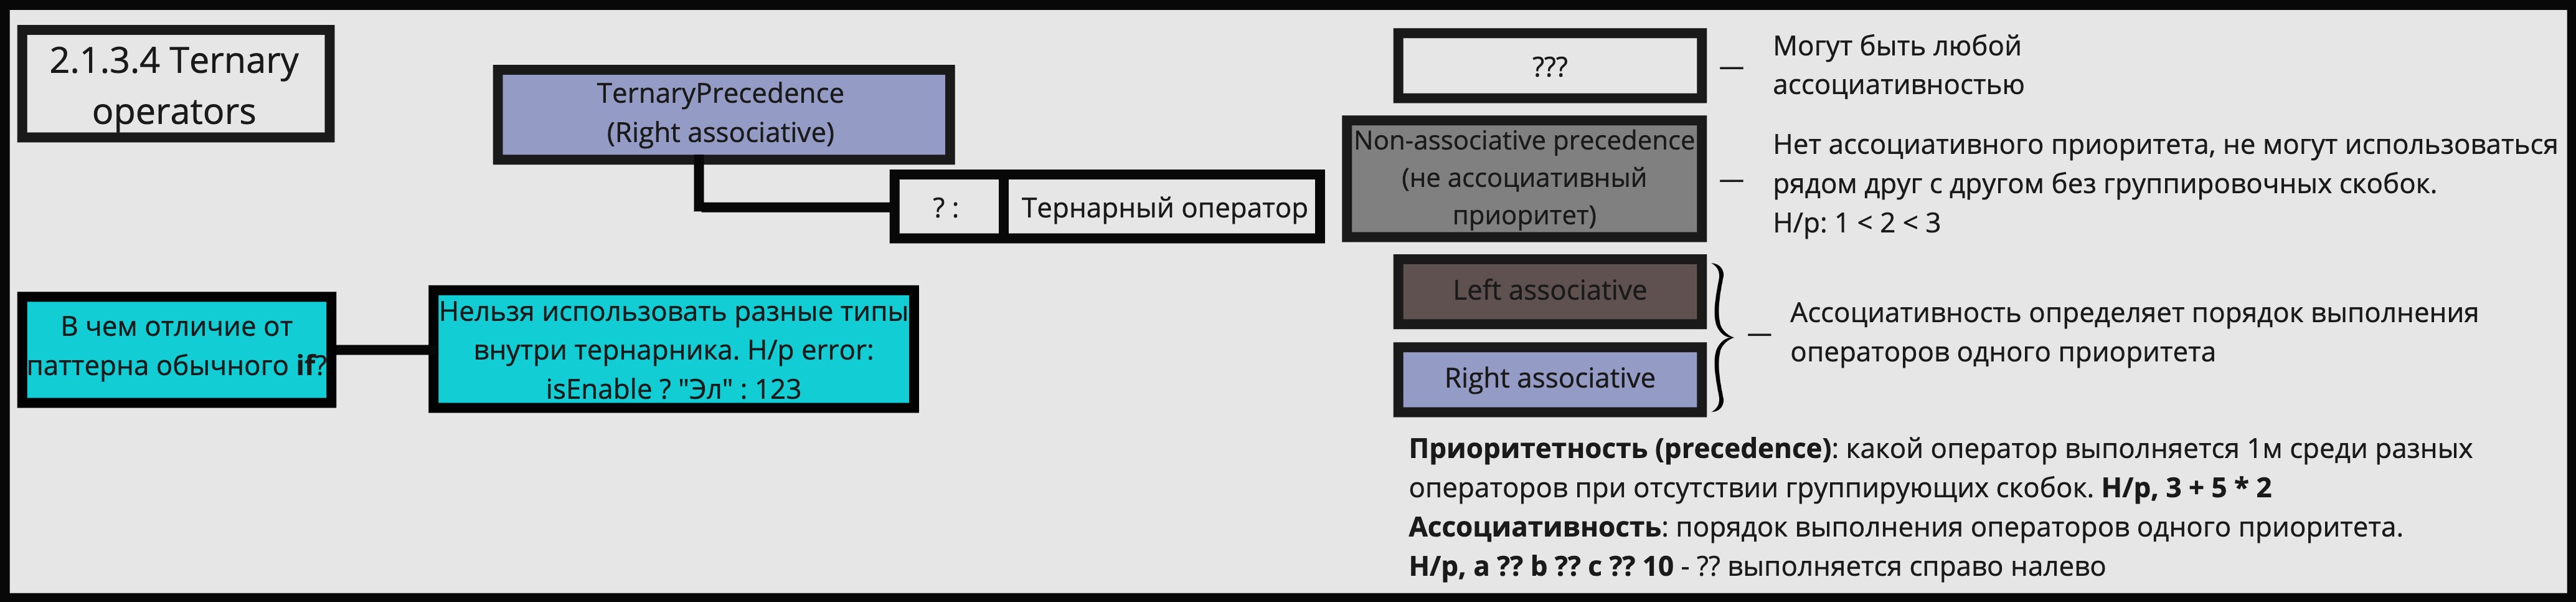 2.1.3.4 Ternary
operators
TernaryPrecedence
(Right associative)
? :
Тернарный оператор
В чем отличие от
паттерна обычного if?
Нельзя использовать разные типы
внутри тернарника. Н/р error:
isEnable ? "Эл" : 123
???
—
Могут быть любой
ассоциативностью
Non-associative precedence
(не ассоциативный
приоритет)
—
Нет ассоциативного приоритета, не могут использоваться
рядом друг с другом без группировочных скобок.
Н/р: 1 < 2 < 3
Left associative
Right associative
—
Ассоциативность определяет порядок выполнения
операторов одного приоритета
Приоритетность (precedence): какой оператор выполняется 1м среди разных
операторов при отсутствии группирующих скобок. Н/р, 3 + 5 * 2
Ассоциативность: порядок выполнения операторов одного приоритета.
Н/р, a ?? b ?? c ?? 10 - ?? выполняется справо налево